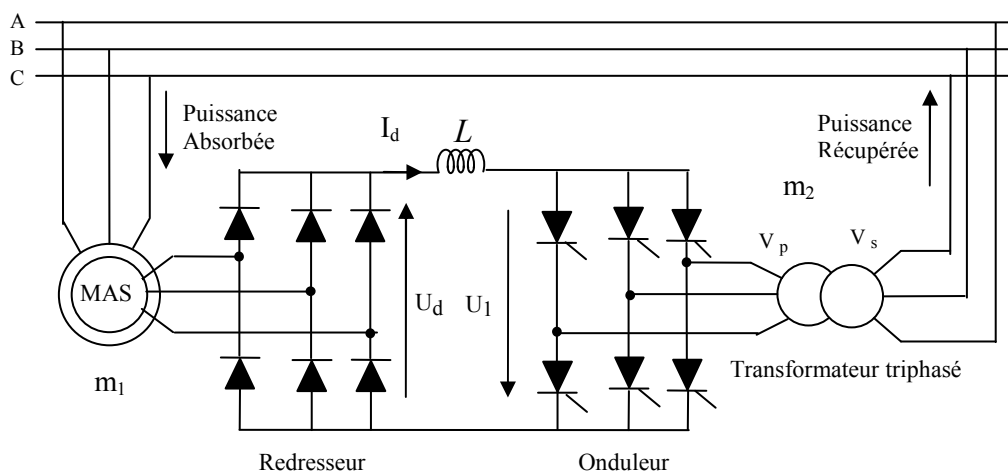 A
B
C
Puissance
Absorbée
I_d
L
Puissance
Récupérée
m_2
V_p
V_s
MAS
U_d
U_1
m_1
Transformateur triphasé
Redresseur
Onduleur